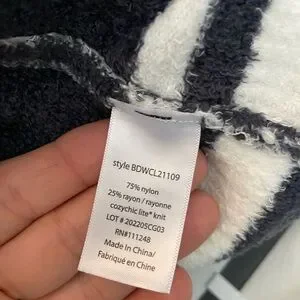 style BDWCL21109
75% nylon
25% rayon / rayonne
cozychic lite® knit
LOT # 202205CG03
RN#111248
Made In China/
Fabriqué en Chine